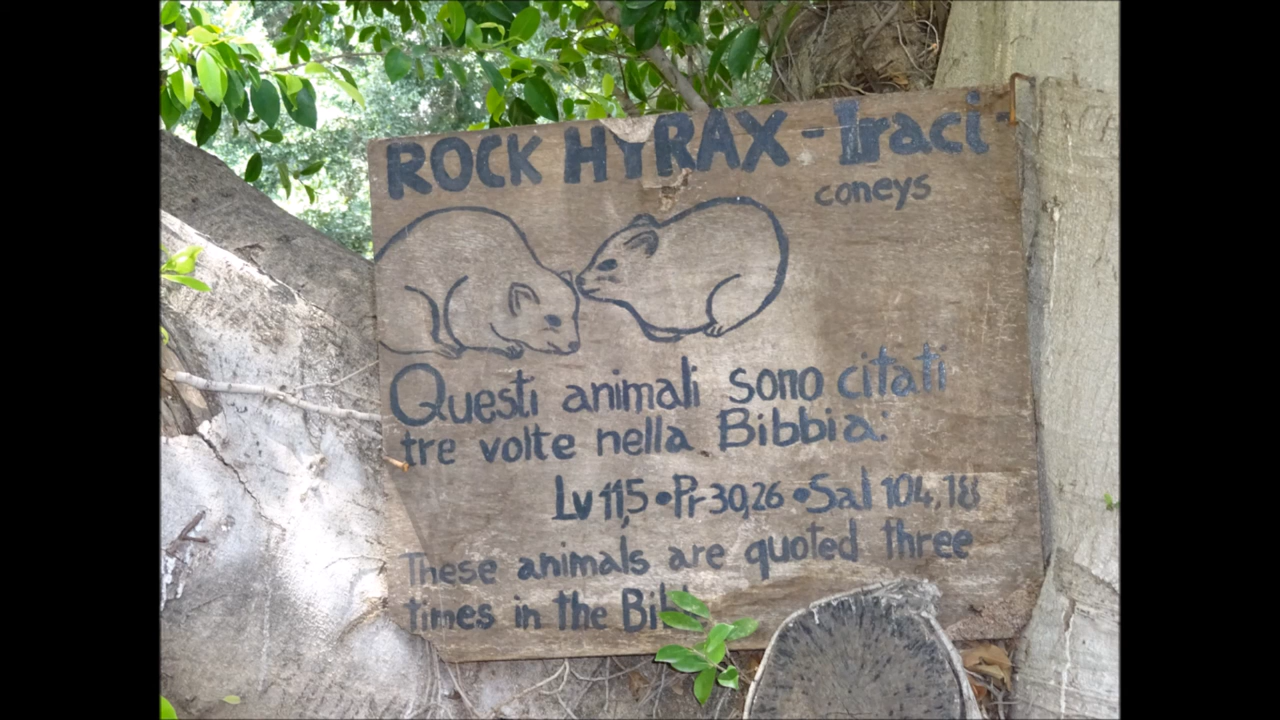 ROCK HYRAX - Iraci -
coneys
Questi animali sono citati
tre volte nella Bibbia:
Lv 11,5 • Pr 30,26 • Sal 104,18
These animals are quoted three
times in the